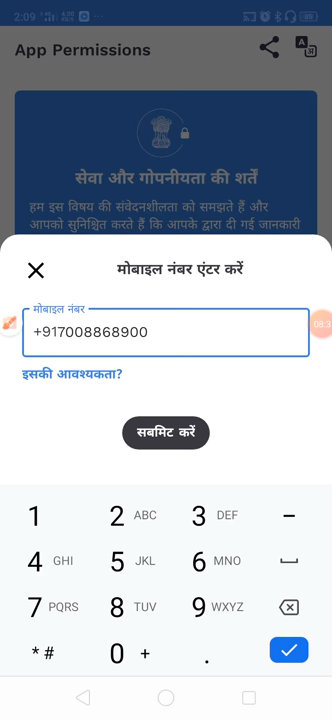 2:09
App Permissions
सेवा और गोपनीयता की शर्तें
हम इस विषय की संवेदनशीलता को समझते हैं और
आपको सुनिश्चित करते हैं कि आपके द्वारा दी गई जानकारी
मोबाइल नंबर एंटर करें
मोबाइल नंबर
+917008868900
08:3
इसकी आवश्यकता?
सबमिट करें
1 2 ABC 3 DEF –
4 GHI 5 JKL 6 MNO
7 PQRS 8 TUV 9 WXYZ
* # 0 + .